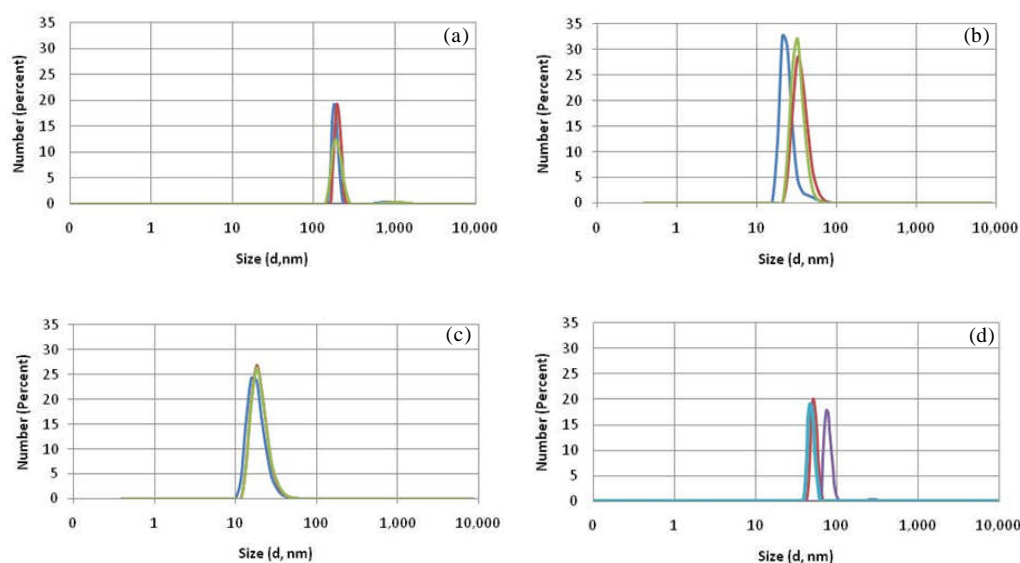 (a)
Number (percent)
35
30
25
20
15
10
5
0
0 1 10 100 1,000 10,000
Size (d,nm)
(b)
Number (Percent)
35
30
25
20
15
10
5
0
0 1 10 100 1,000 10,000
Size (d, nm)
(c)
Number (Percent)
35
30
25
20
15
10
5
0
0 1 10 100 1,000 10,000
Size (d, nm)
(d)
Number (Percent)
35
30
25
20
15
10
5
0
0 1 10 100 1,000 10,000
Size (d, nm)